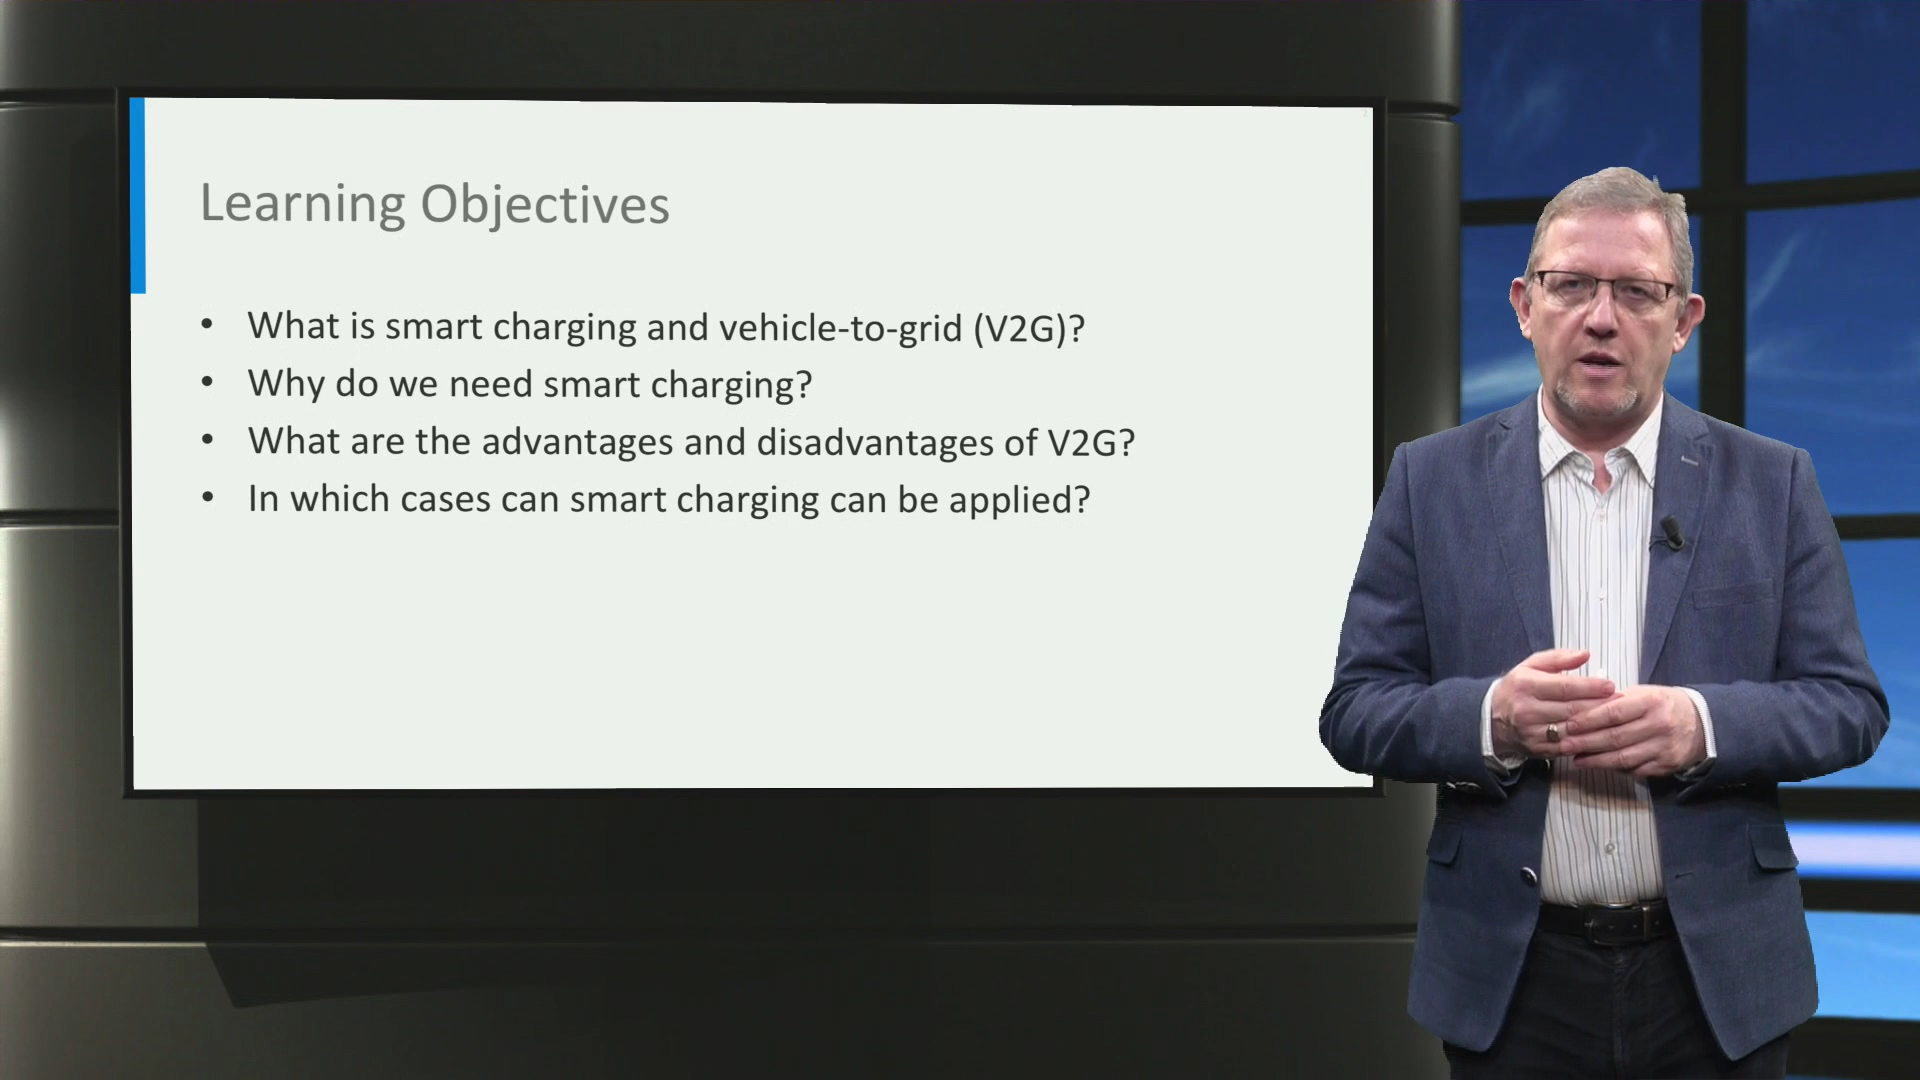 Learning Objectives
• What is smart charging and vehicle-to-grid (V2G)?
• Why do we need smart charging?
• What are the advantages and disadvantages of V2G?
• In which cases can smart charging can be applied?
2